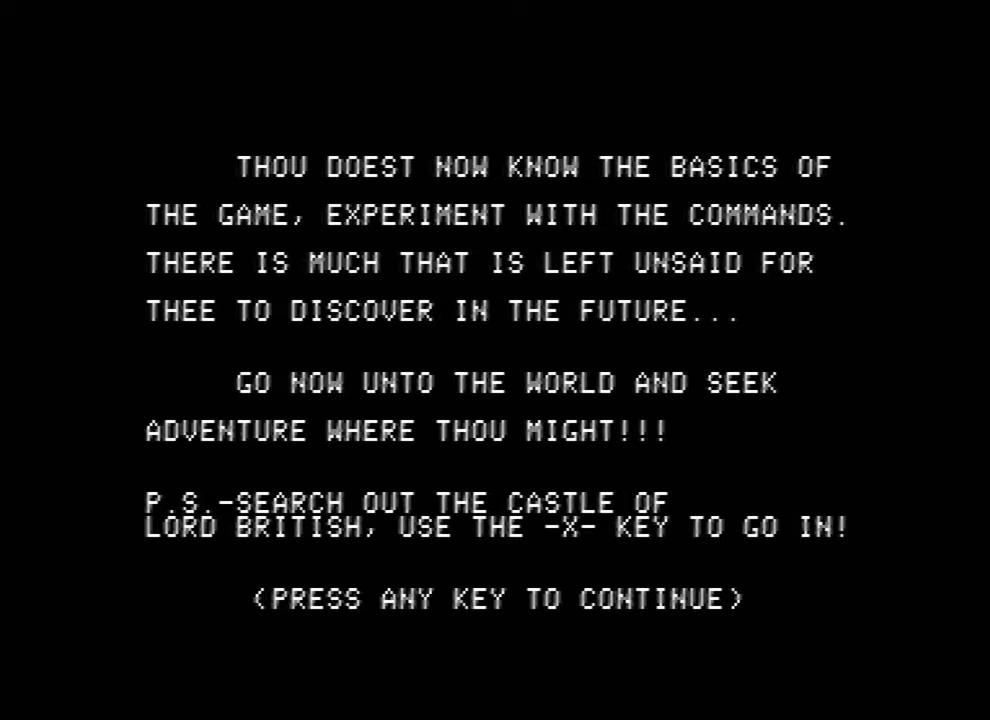 THOU DOEST NOW KNOW THE BASICS OF
THE GAME, EXPERIMENT WITH THE COMMANDS.
THERE IS MUCH THAT IS LEFT UNSAID FOR
THEE TO DISCOVER IN THE FUTURE...
GO NOW UNTO THE WORLD AND SEEK
ADVENTURE WHERE THOU MIGHT!!!
P.S.-SEARCH OUT THE CASTLE OF
LORD BRITISH, USE THE -X- KEY TO GO IN!
(PRESS ANY KEY TO CONTINUE)